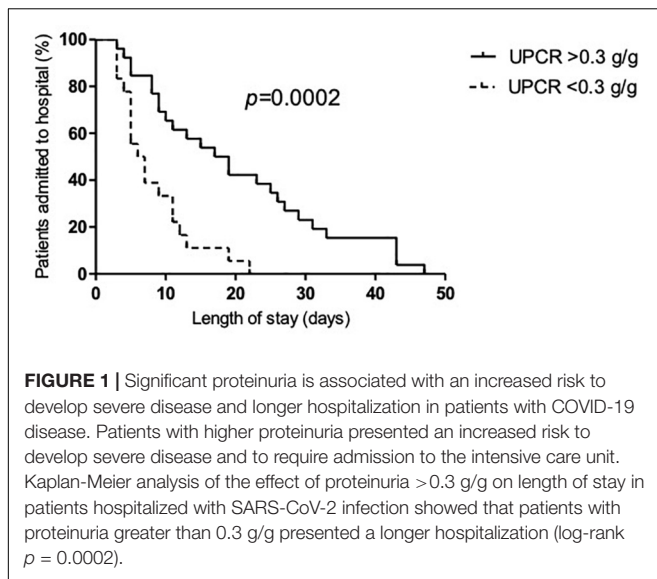 100
80
60
40
20
0
Patients admitted to hospital (%)
p=0.0002
UPCR >0.3 g/g
UPCR <0.3 g/g
0 10 20 30 40 50
Length of stay (days)
FIGURE 1 | Significant proteinuria is associated with an increased risk to
develop severe disease and longer hospitalization in patients with COVID-19
disease. Patients with higher proteinuria presented an increased risk to
develop severe disease and to require admission to the intensive care unit.
Kaplan-Meier analysis of the effect of proteinuria >0.3 g/g on length of stay in
patients hospitalized with SARS-CoV-2 infection showed that patients with
proteinuria greater than 0.3 g/g presented a longer hospitalization (log-rank
p = 0.0002).